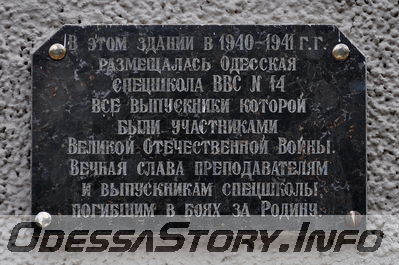 В этом здании в 1940-1941 г.г.
размещалась Одесская
спецшкола ВВС № 14
все выпускники которой
были участниками
Великой Отечественной Войны.
Вечная слава преподавателям
и выпускникам спецшколы
погибшим в боях за Родину.
OdessaStory.Info